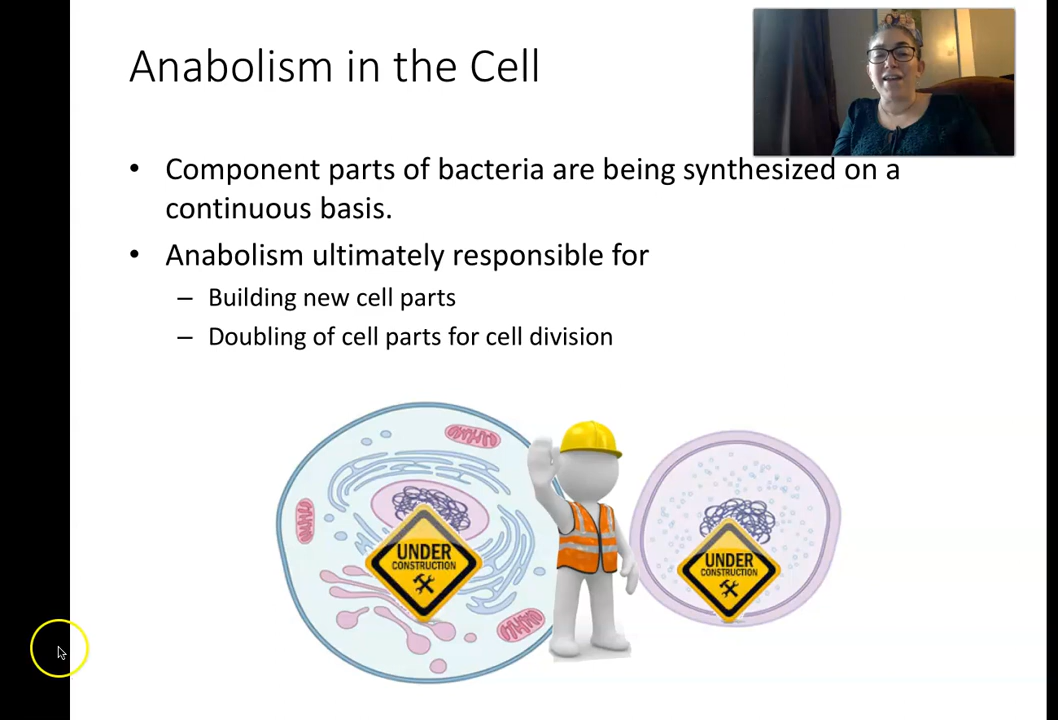 Anabolism in the Cell
• Component parts of bacteria are being synthesized on a
continuous basis.
• Anabolism ultimately responsible for
– Building new cell parts
– Doubling of cell parts for cell division
UNDER
CONSTRUCTION
UNDER
CONSTRUCTION